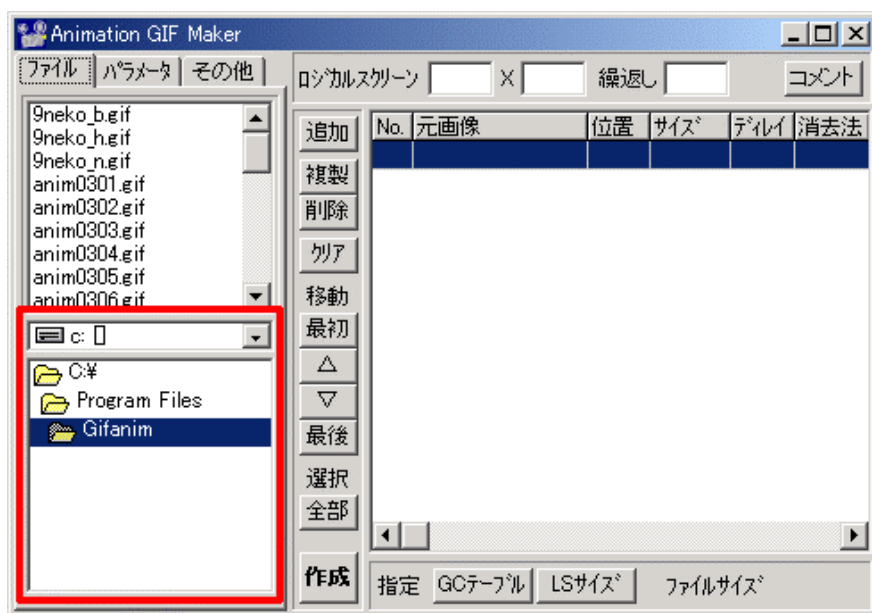 Animation GIF Maker
ファイル パラメータ その他
ロジカルスクリーン X 繰返し コメント
9neko_b.gif
9neko_h.gif
9neko_n.gif
anim0301.gif
anim0302.gif
anim0303.gif
anim0304.gif
anim0305.gif
anim0306.gif
c: []
C:¥
Program Files
Gifanim
追加
複製
削除
クリア
移動
最初
△
▽
最後
選択
全部
作成
No. 元画像 位置 サイズ ディレイ 消去法
指定 GCテーブル LSサイズ ファイルサイズ